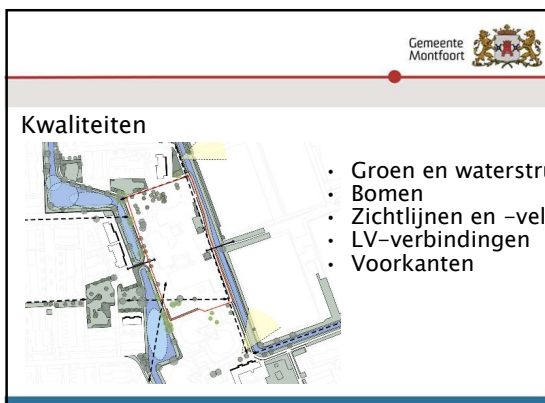 Gemeente
Montfoort
Kwaliteiten
• Groen en waterstru
• Bomen
• Zichtlijnen en –vel
• LV–verbindingen
• Voorkanten